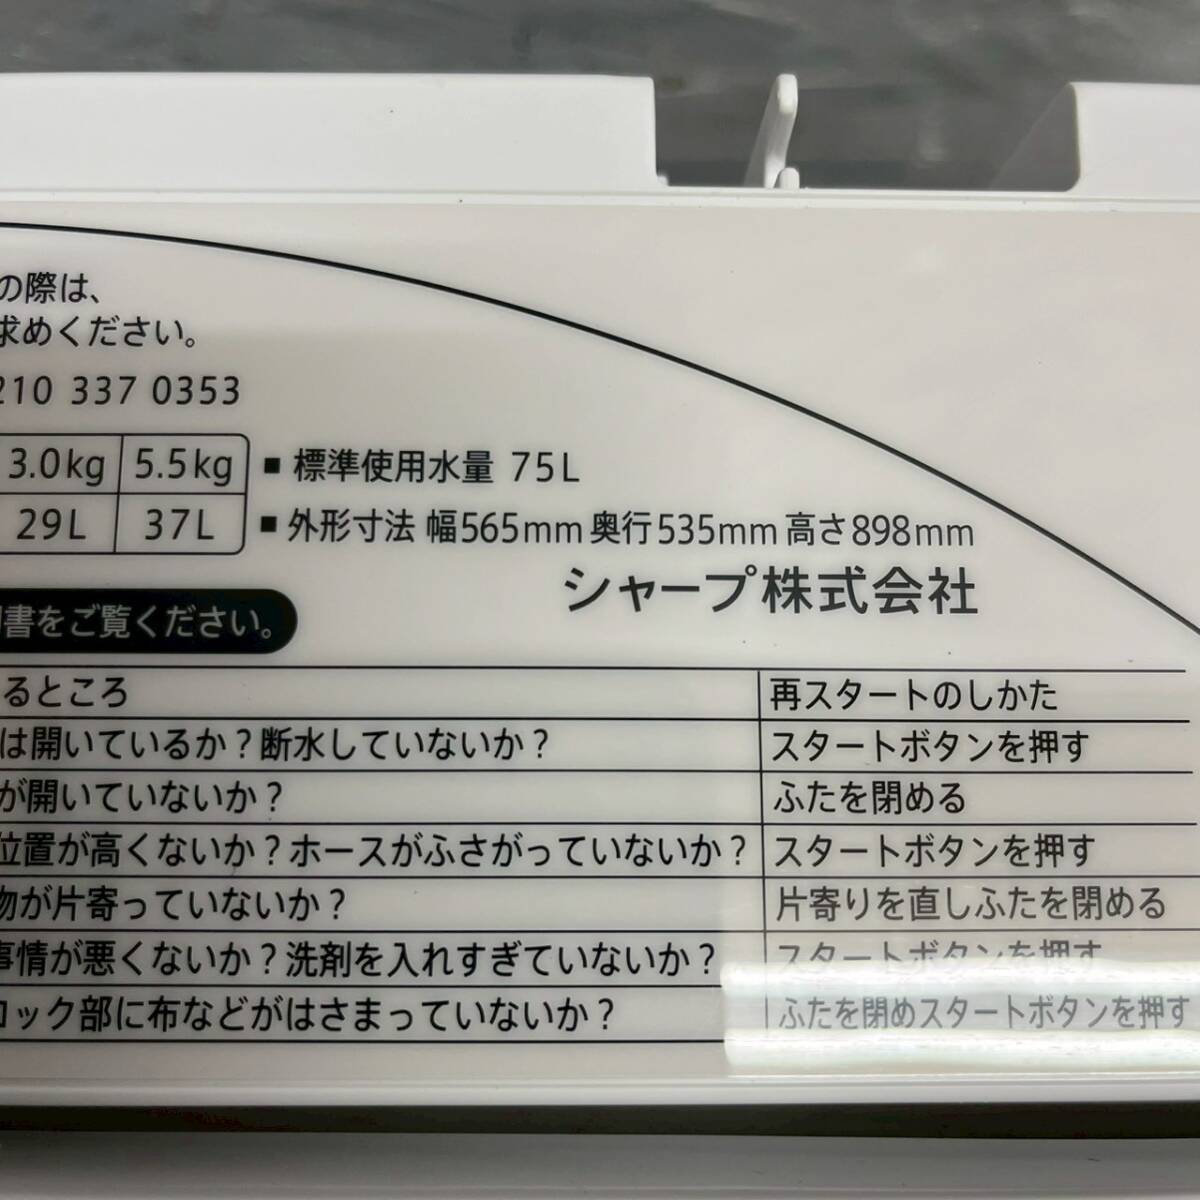 の際は、
求めください。
210 337 0353
3.0kg 5.5kg
29L 37L
■ 標準使用水量 75L
■ 外形寸法 幅565mm 奥行535mm 高さ898mm
シャープ株式会社
書をご覧ください。
るところ 再スタートのしかた
は開いているか？断水していないか？ スタートボタンを押す
が開いていないか？ ふたを閉める
位置が高くないか？ホースがふさがっていないか？ スタートボタンを押す
物が片寄っていないか？ 片寄りを直しふたを閉める
事情が悪くないか？洗剤を入れすぎていないか？ スタートボタンを押す
ロック部に布などがはさまっていないか？ ふたを閉めスタートボタンを押す